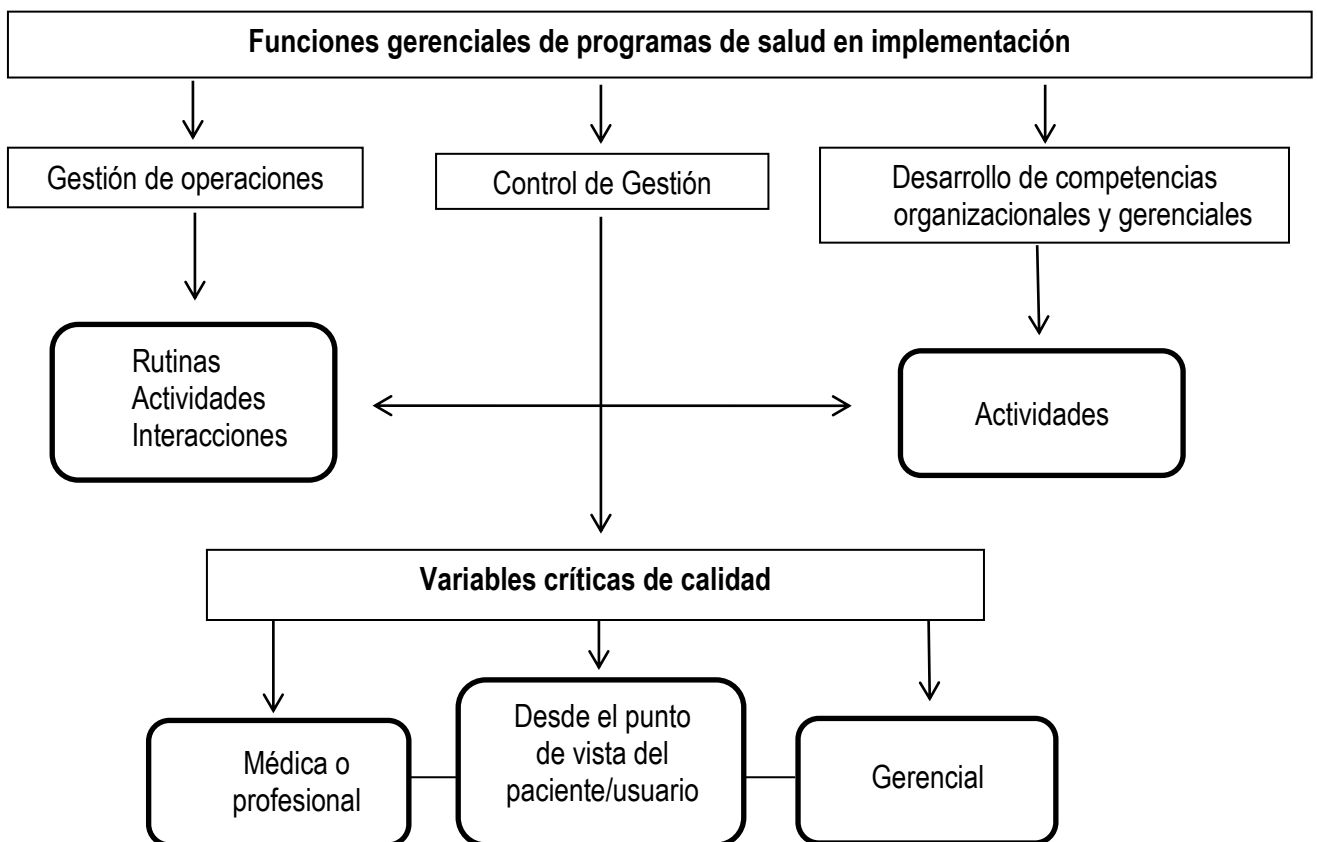 Funciones gerenciales de programas de salud en implementación
Gestión de operaciones
Control de Gestión
Desarrollo de competencias
organizacionales y gerenciales
Rutinas
Actividades
Interacciones
Actividades
Variables críticas de calidad
Médica o
profesional
Desde el punto
de vista del
paciente/usuario
Gerencial